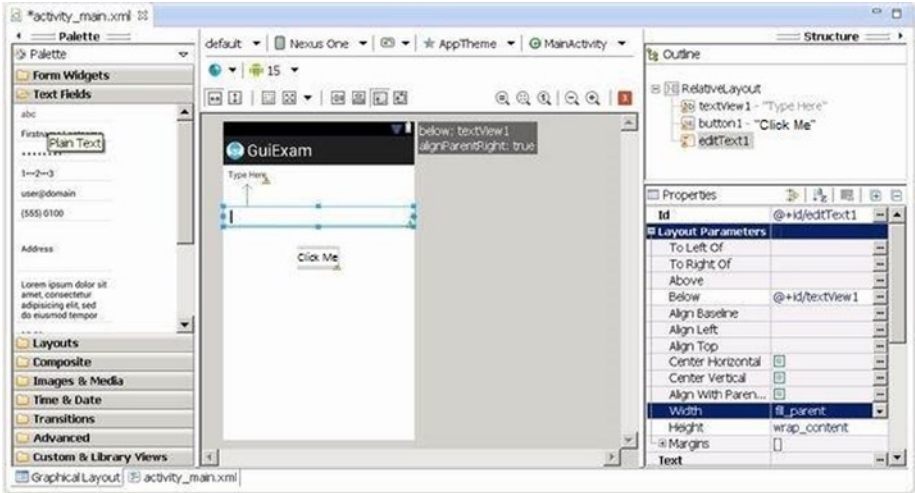 *activity_main.xml
Palette
Palette
Form Widgets
Text Fields
abc
Plain Text
1---2---3
user@domain
(555) 0100
Address
Lorem ipsum dolor sit
amet, consectetur
adipisicing elit, sed
do eiusmod tempor
Layouts
Composite
Images & Media
Time & Date
Transitions
Advanced
Custom & Library Views
default
Nexus One
AppTheme
MainActivity
15
GuiExam
Type Here
Click Me
below: textView1
alignParentRight: true
Structure
Outline
RelativeLayout
textView1 - "Type Here"
button1 - "Click Me"
editText1
Properties
Id @+id/editText1
Layout Parameters
To Left Of
To Right Of
Above
Below @+id/textView1
Align Baseline
Align Left
Align Top
Center Horizontal
Center Vertical
Align With Paren...
Width fill_parent
Height wrap_content
Margins []
Text
Graphical Layout
activity_main.xml